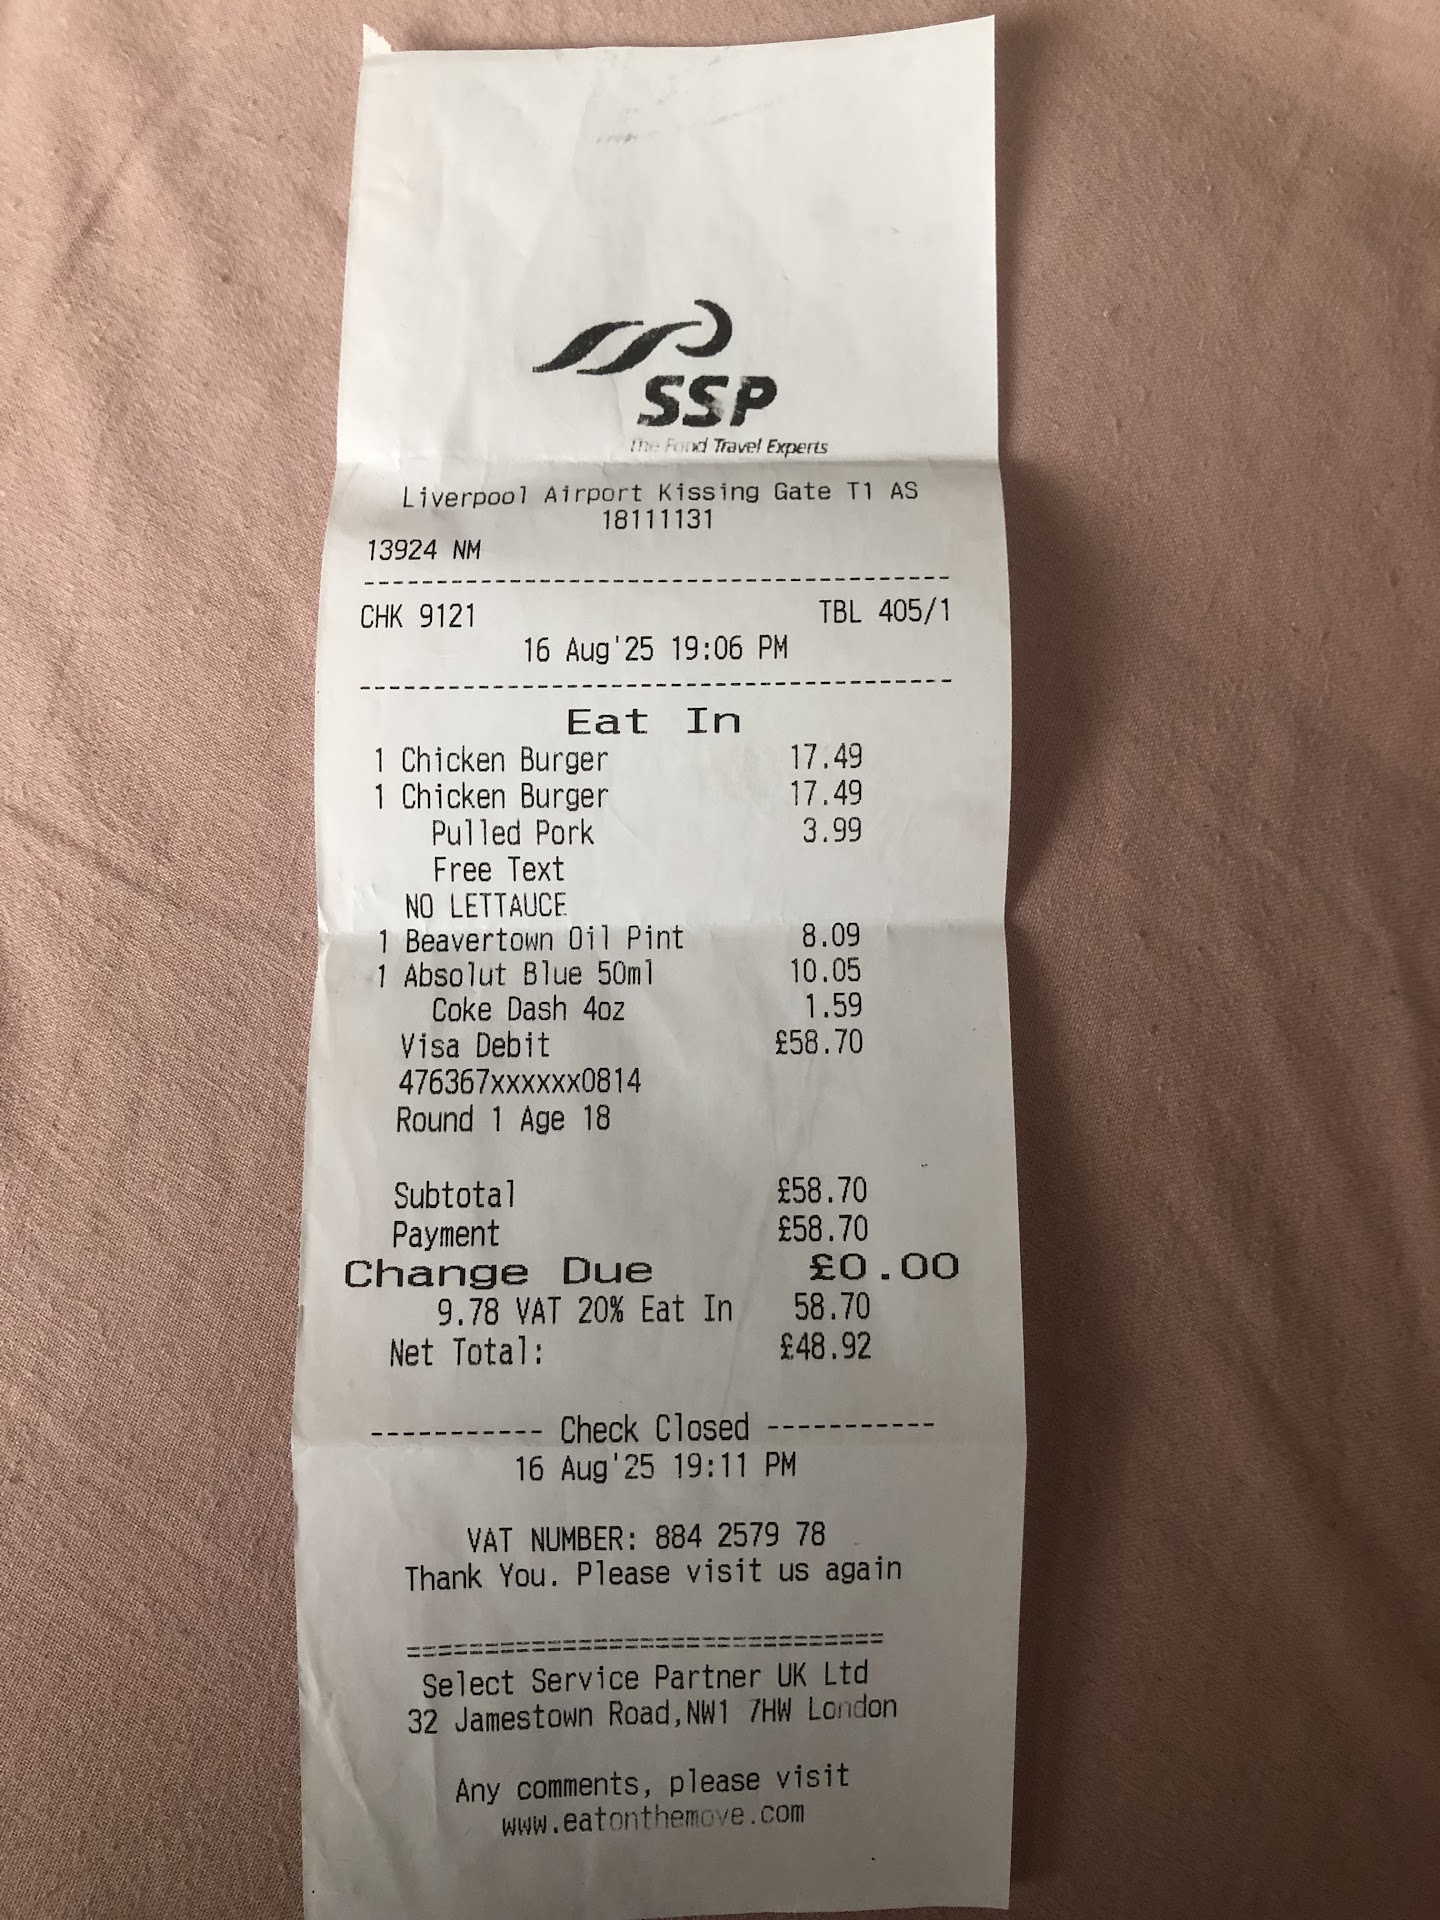 SSP
The Food Travel Experts
Liverpool Airport Kissing Gate T1 AS
18111131
13924 NM
---------------------------------------
CHK 9121 TBL 405/1
16 Aug'25 19:06 PM
---------------------------------------
Eat In
1 Chicken Burger 17.49
1 Chicken Burger 17.49
Pulled Pork 3.99
Free Text
NO LETTAUCE
1 Beavertown Oil Pint 8.09
1 Absolut Blue 50ml 10.05
Coke Dash 4oz 1.59
Visa Debit £58.70
476367xxxxxx0814
Round 1 Age 18
Subtotal £58.70
Payment £58.70
Change Due £0.00
9.78 VAT 20% Eat In 58.70
Net Total: £48.92
----------- Check Closed -----------
16 Aug'25 19:11 PM
VAT NUMBER: 884 2579 78
Thank You. Please visit us again
===============================
Select Service Partner UK Ltd
32 Jamestown Road,NW1 7HW London
Any comments, please visit
www.eatonthemove.com